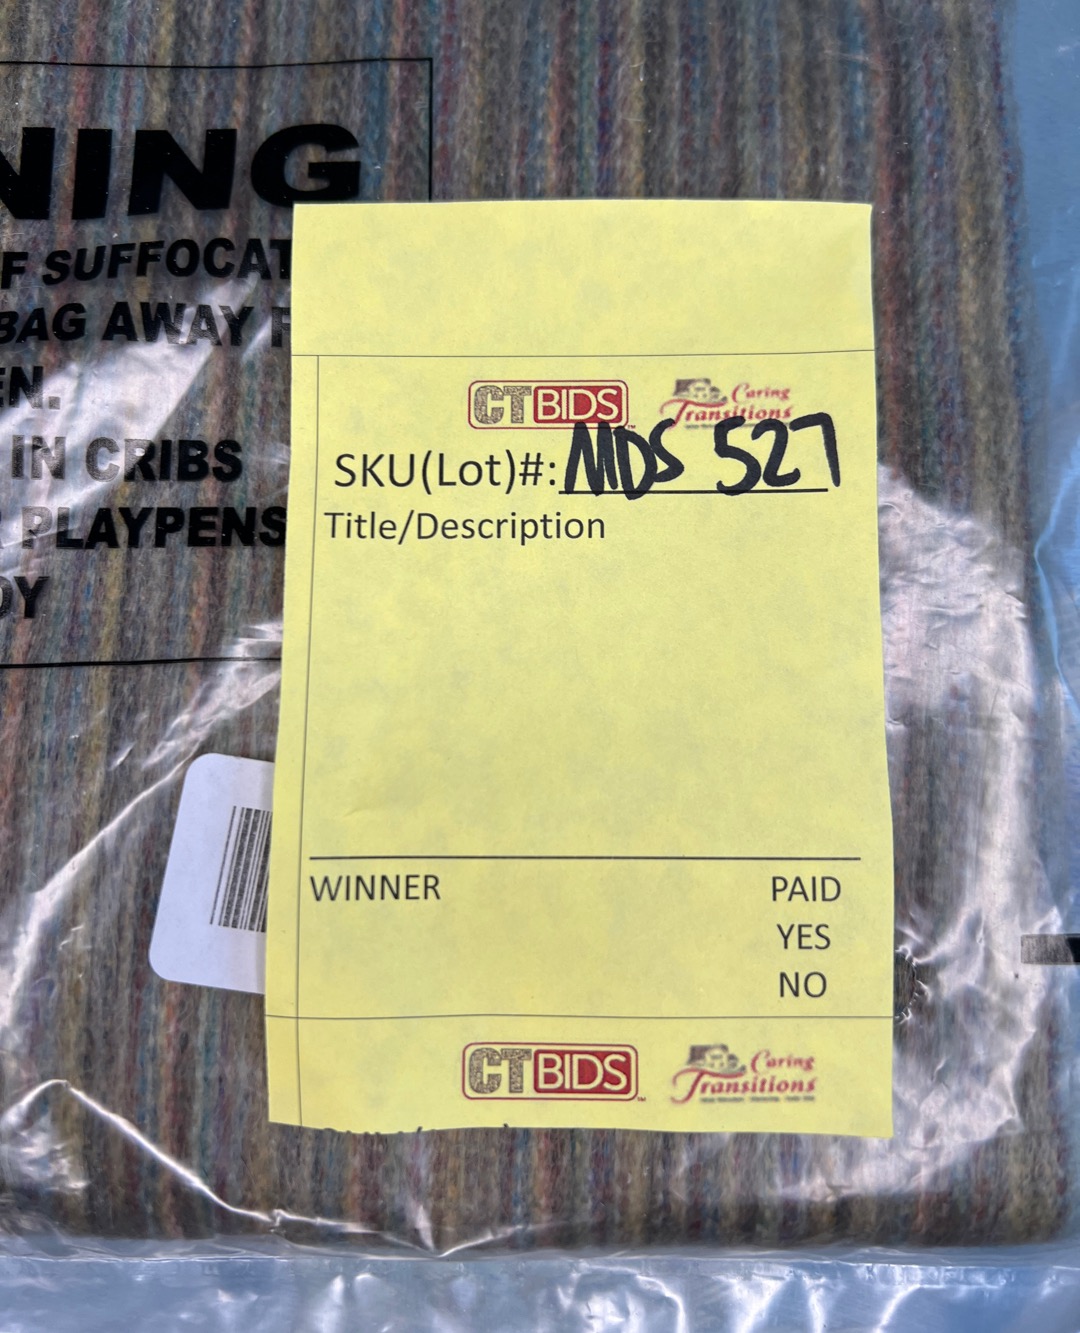 NING
F SUFFOCAT
BAG AWAY F
EN.
IN CRIBS
PLAYPENS
OY
CTBIDS Caring Transitions
SKU(Lot)#: MDS 527
Title/Description
WINNER PAID
YES
NO
CTBIDS Caring Transitions